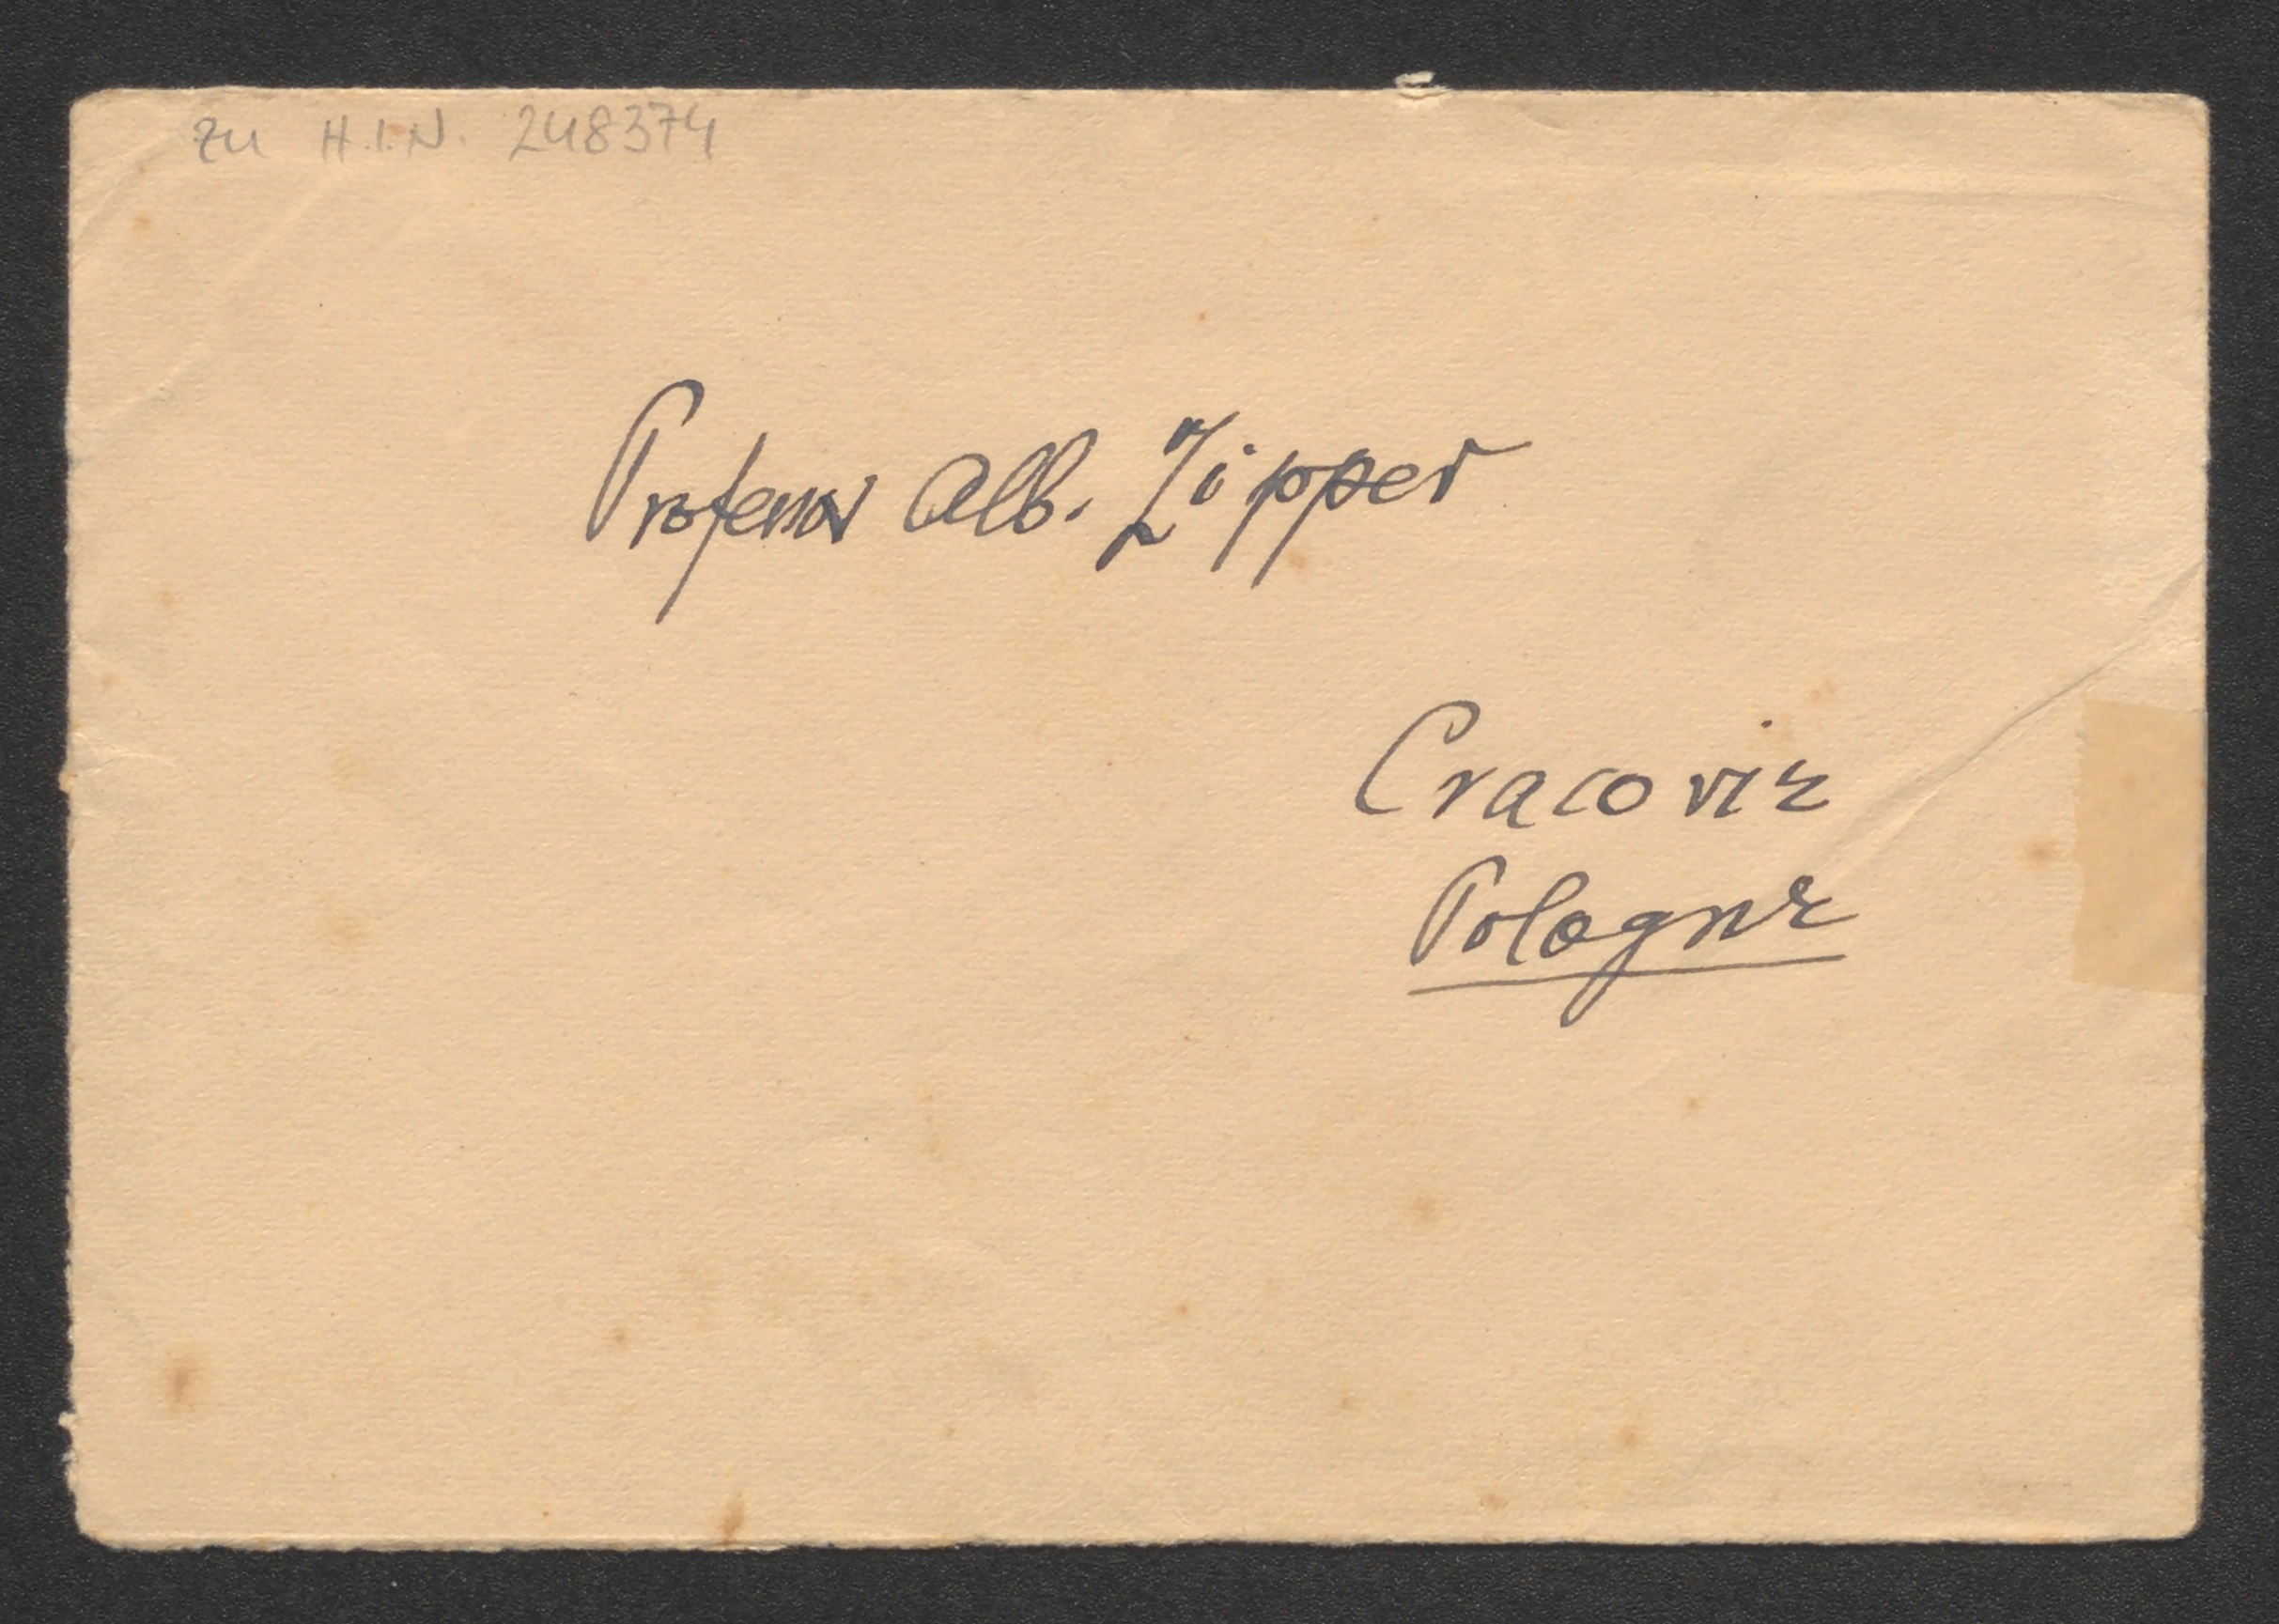 zu H.I.N. 248374
Professor Alb. Zipper
Cracovie
Pologne